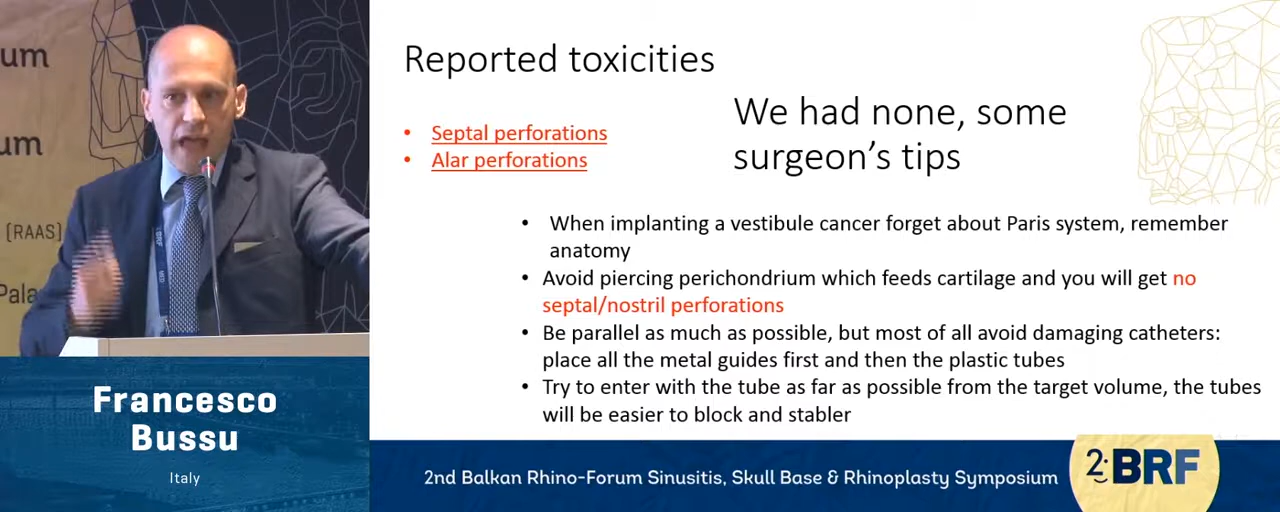 um
um
(RAAS)
Pala
Reported toxicities
• Septal perforations
• Alar perforations
We had none, some
surgeon's tips
• When implanting a vestibule cancer forget about Paris system, remember
anatomy
• Avoid piercing perichondrium which feeds cartilage and you will get no
septal/nostril perforations
• Be parallel as much as possible, but most of all avoid damaging catheters:
place all the metal guides first and then the plastic tubes
• Try to enter with the tube as far as possible from the target volume, the tubes
will be easier to block and stabler
Francesco
Bussu
Italy
2nd Balkan Rhino-Forum Sinusitis, Skull Base & Rhinoplasty Symposium
2:BRF